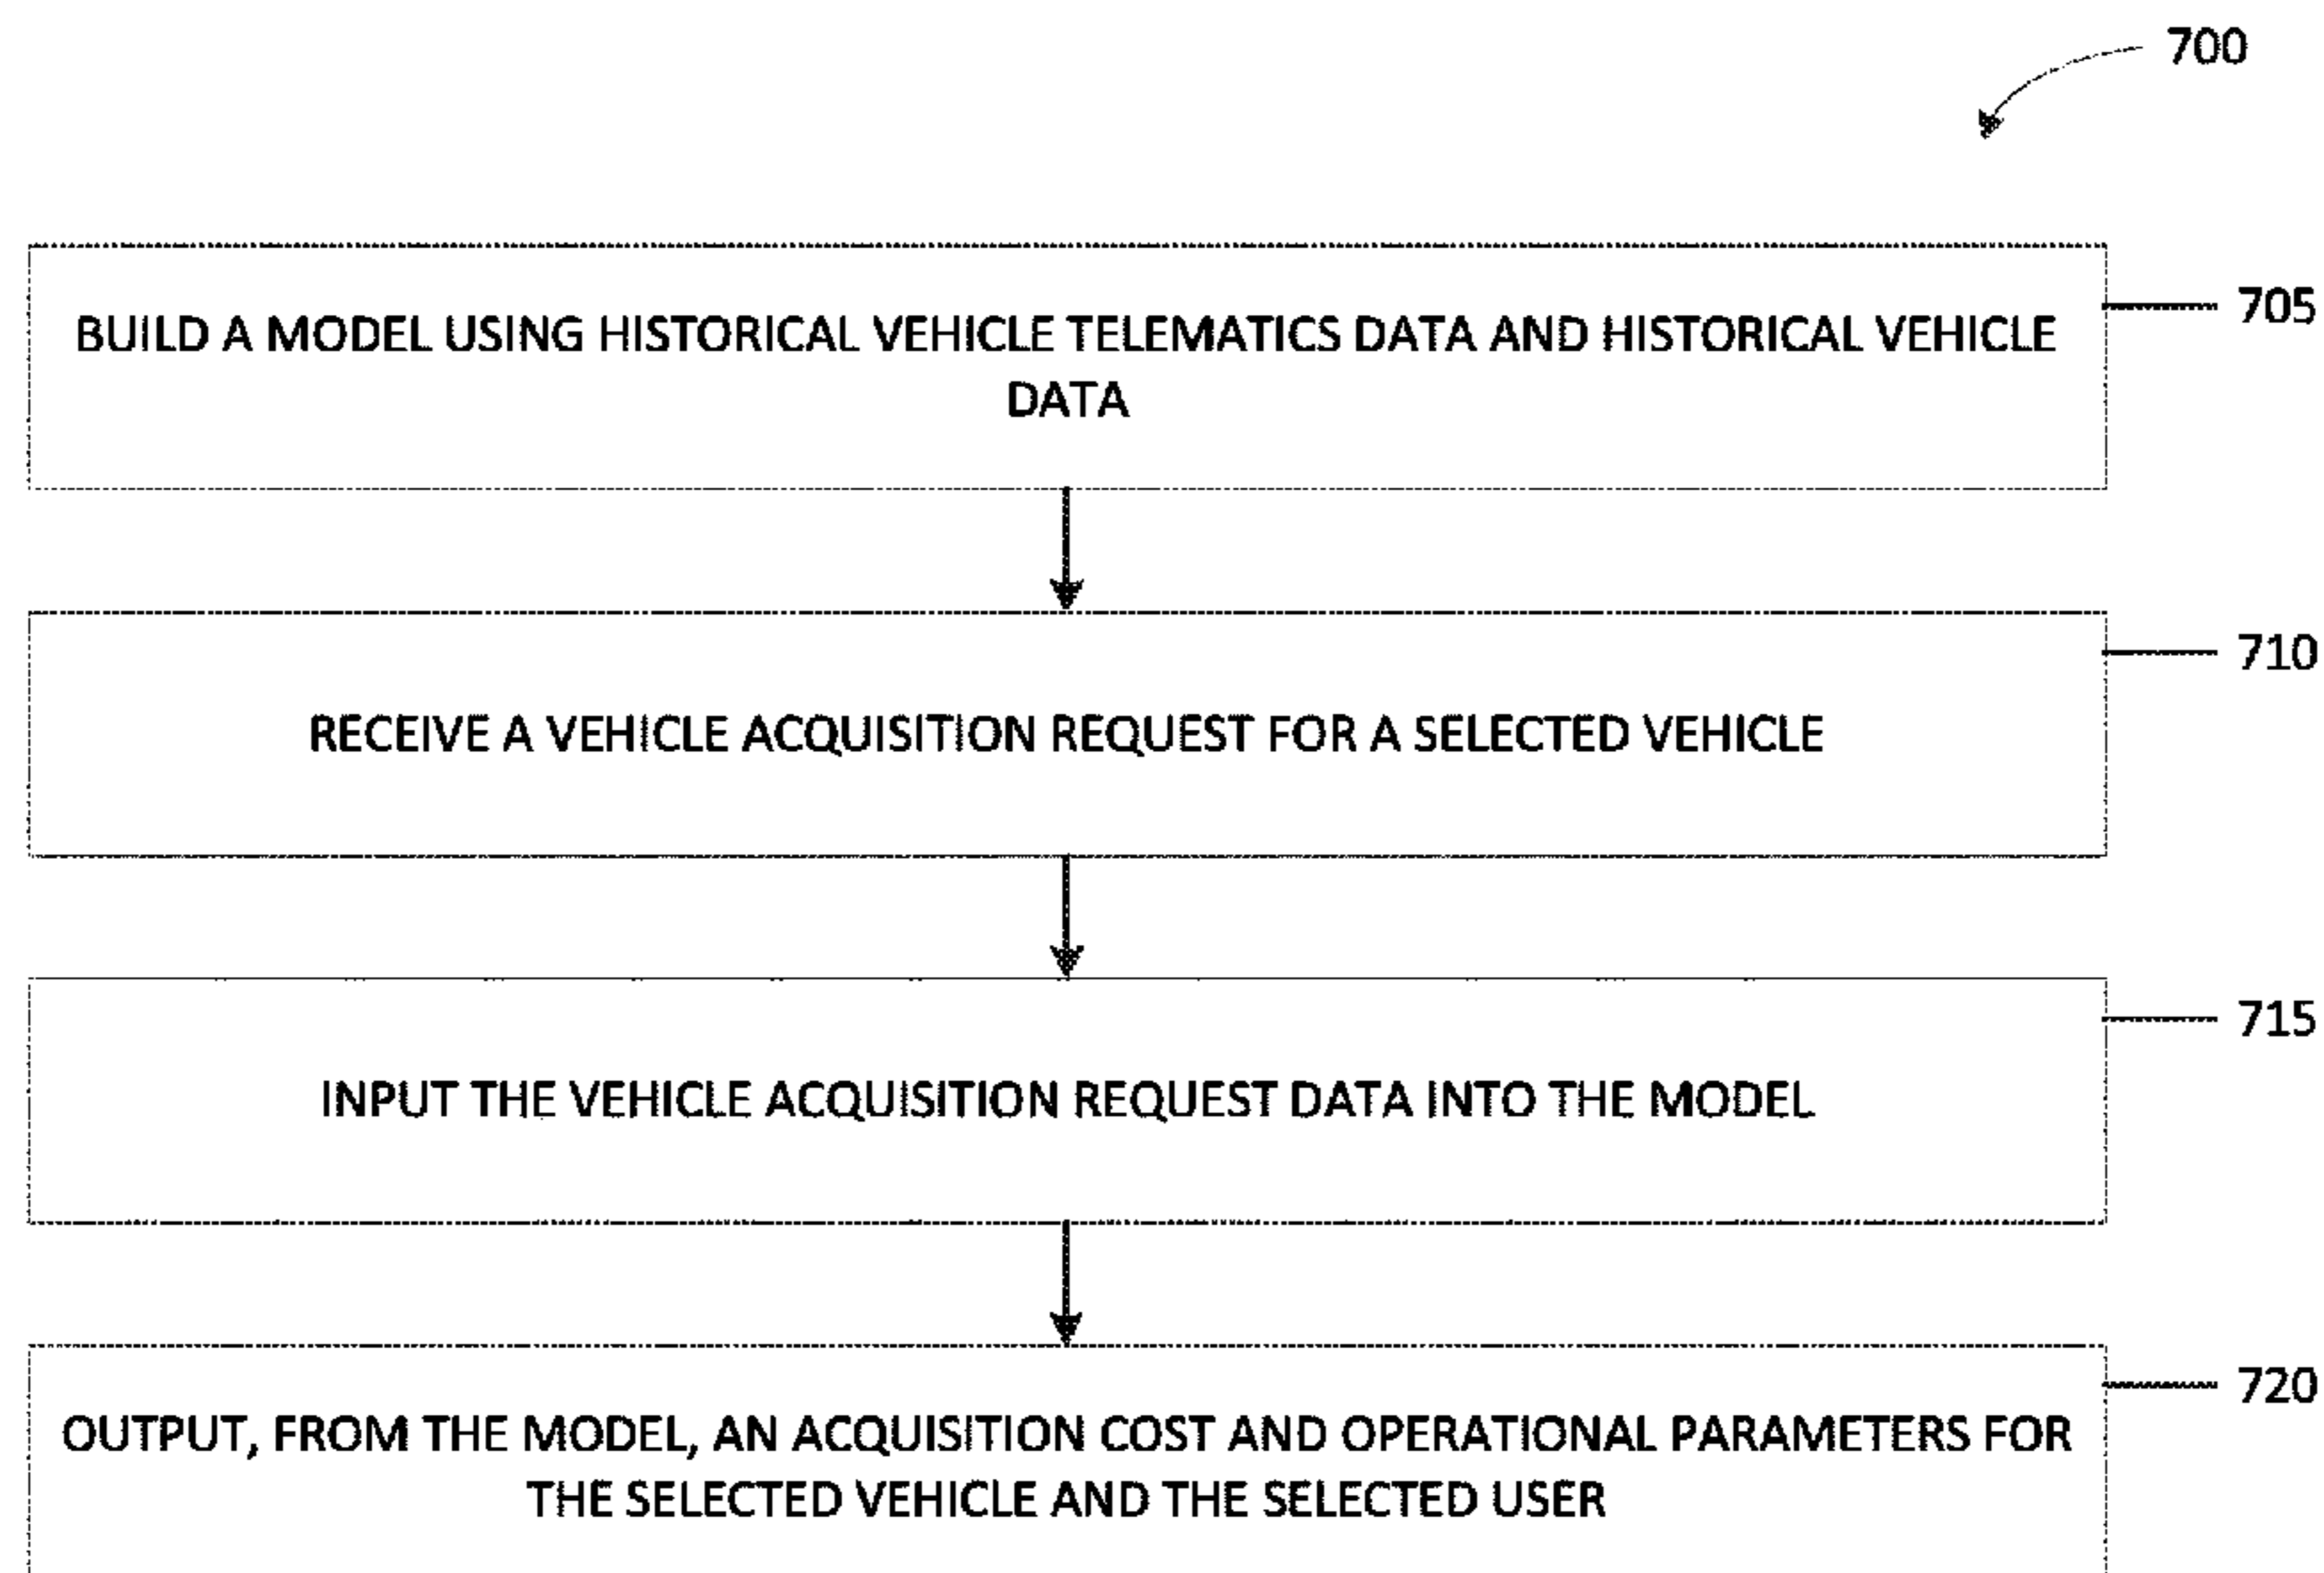 700
BUILD A MODEL USING HISTORICAL VEHICLE TELEMATICS DATA AND HISTORICAL VEHICLE
DATA
705
RECEIVE A VEHICLE ACQUISITION REQUEST FOR A SELECTED VEHICLE
710
INPUT THE VEHICLE ACQUISITION REQUEST DATA INTO THE MODEL
715
OUTPUT, FROM THE MODEL, AN ACQUISITION COST AND OPERATIONAL PARAMETERS FOR
THE SELECTED VEHICLE AND THE SELECTED USER
720